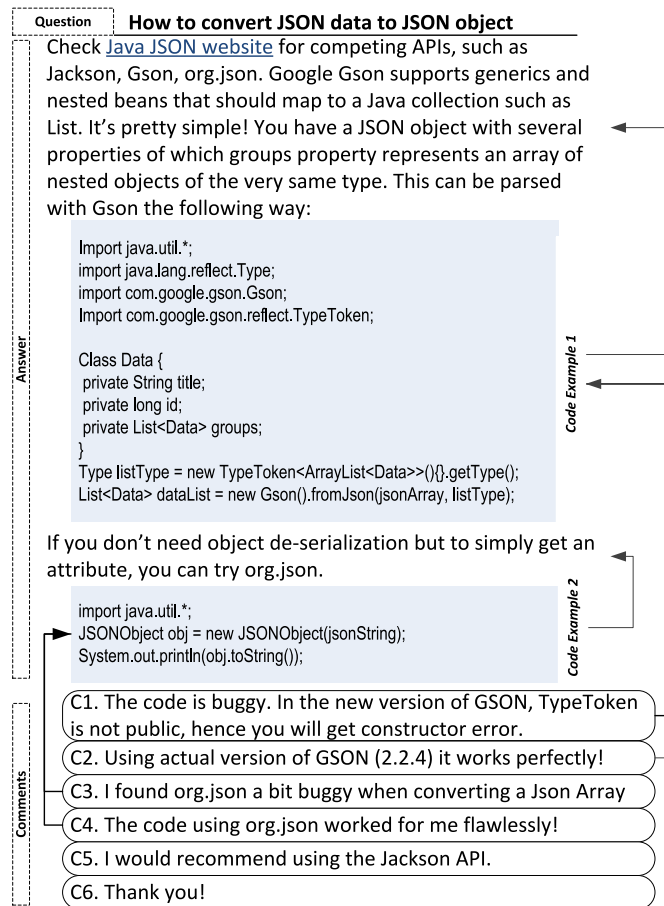 Question
How to convert JSON data to JSON object
Check Java JSON website for competing APIs, such as
Jackson, Gson, org.json. Google Gson supports generics and
nested beans that should map to a Java collection such as
List. It's pretty simple! You have a JSON object with several
properties of which groups property represents an array of
nested objects of the very same type. This can be parsed
with Gson the following way:
Import java.util.*;
import java.lang.reflect.Type;
import com.google.gson.Gson;
Import com.google.gson.reflect.TypeToken;
Class Data {
private String title;
private long id;
private List<Data> groups;
}
Type listType = new TypeToken<ArrayList<Data>>(){}.getType();
List<Data> dataList = new Gson().fromJson(jsonArray, listType);
Code Example 1
Answer
If you don't need object de-serialization but to simply get an
attribute, you can try org.json.
import java.util.*;
JSONObject obj = new JSONObject(jsonString);
System.out.println(obj.toString());
Code Example 2
Comments
C1. The code is buggy. In the new version of GSON, TypeToken
is not public, hence you will get constructor error.
C2. Using actual version of GSON (2.2.4) it works perfectly!
C3. I found org.json a bit buggy when converting a Json Array
C4. The code using org.json worked for me flawlessly!
C5. I would recommend using the Jackson API.
C6. Thank you!